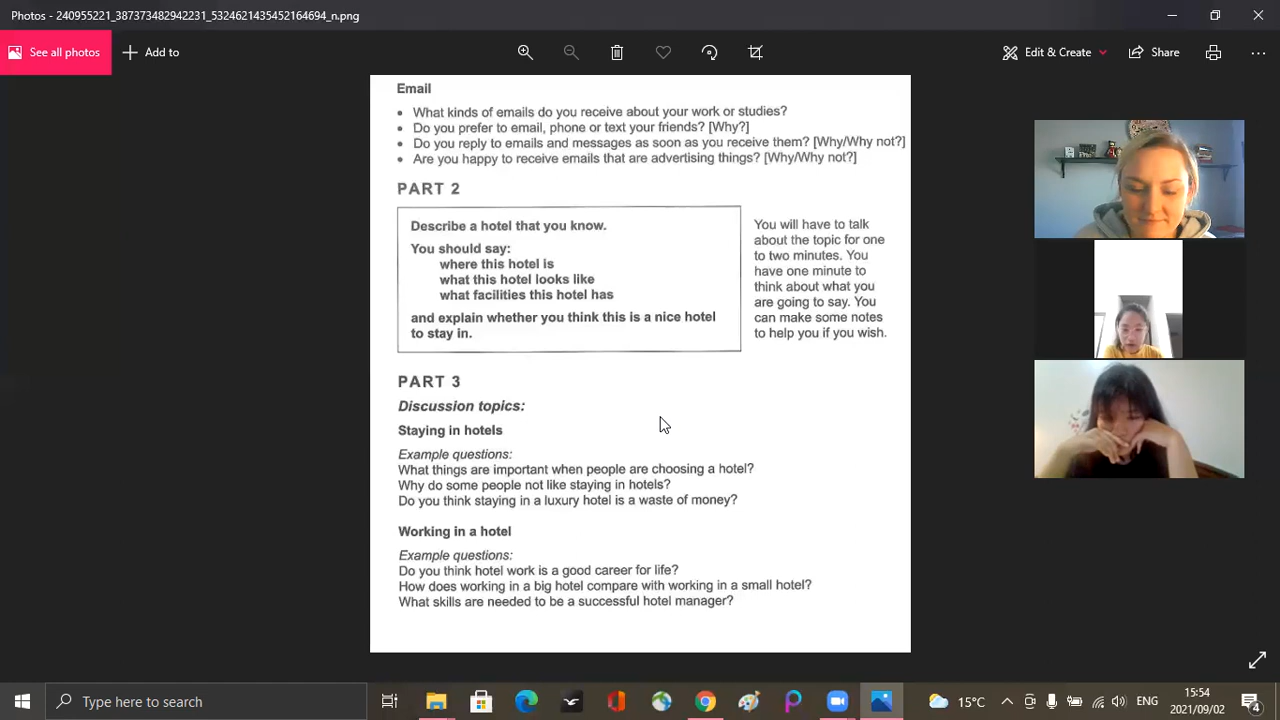 Photos - 240955221_387373482942231_5324621435452164694_n.png
See all photos
Add to
Edit & Create
Share
Email
• What kinds of emails do you receive about your work or studies?
• Do you prefer to email, phone or text your friends? [Why?]
• Do you reply to emails and messages as soon as you receive them? [Why/Why not?]
• Are you happy to receive emails that are advertising things? [Why/Why not?]
PART 2
Describe a hotel that you know.
You should say:
where this hotel is
what this hotel looks like
what facilities this hotel has
and explain whether you think this is a nice hotel
to stay in.
You will have to talk
about the topic for one
to two minutes. You
have one minute to
think about what you
are going to say. You
can make some notes
to help you if you wish.
PART 3
Discussion topics:
Staying in hotels
Example questions:
What things are important when people are choosing a hotel?
Why do some people not like staying in hotels?
Do you think staying in a luxury hotel is a waste of money?
Working in a hotel
Example questions:
Do you think hotel work is a good career for life?
How does working in a big hotel compare with working in a small hotel?
What skills are needed to be a successful hotel manager?
Type here to search
15°C
ENG
15:54
2021/09/02
4